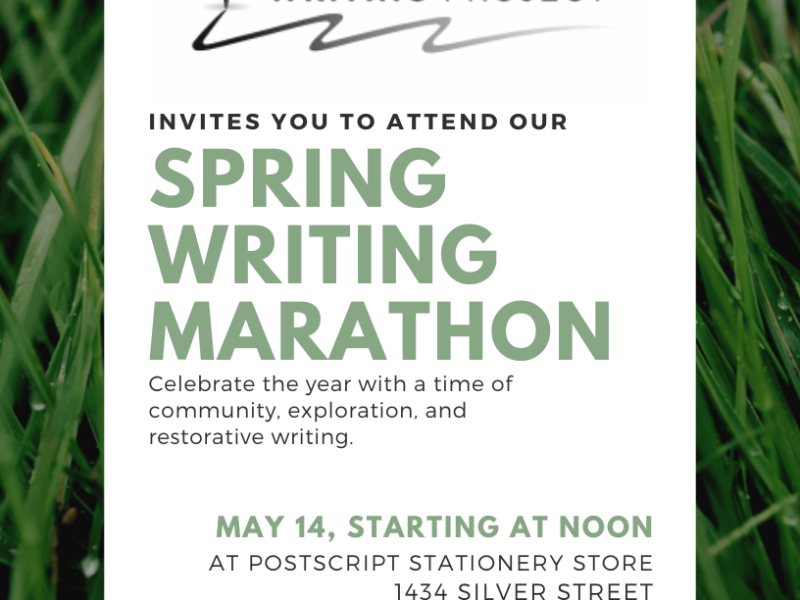 INVITES YOU TO ATTEND OUR
SPRING
WRITING
MARATHON
Celebrate the year with a time of
community, exploration, and
restorative writing.
MAY 14, STARTING AT NOON
AT POSTSCRIPT STATIONERY STORE
1434 SILVER STREET